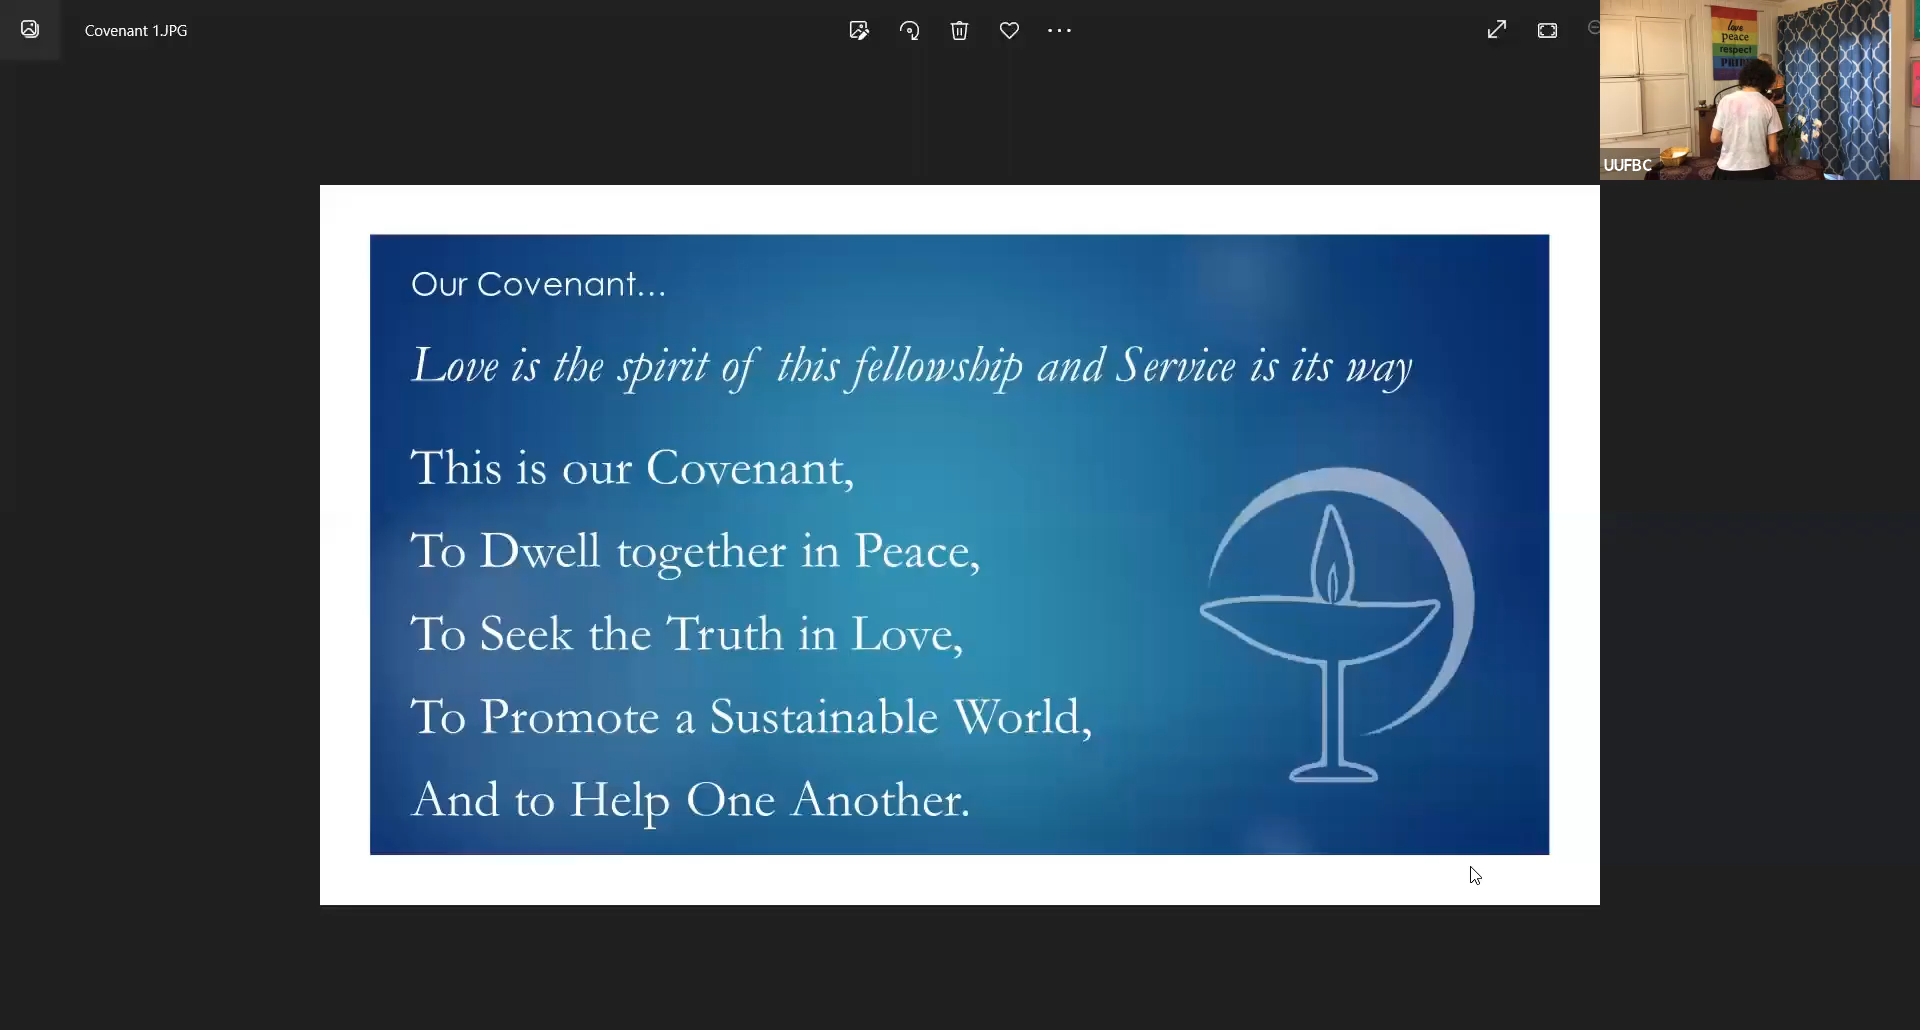 Covenant 1.JPG
love
peace
respect
PRIDE
UUFBC
Our Covenant...
Love is the spirit of this fellowship and Service is its way
This is our Covenant,
To Dwell together in Peace,
To Seek the Truth in Love,
To Promote a Sustainable World,
And to Help One Another.